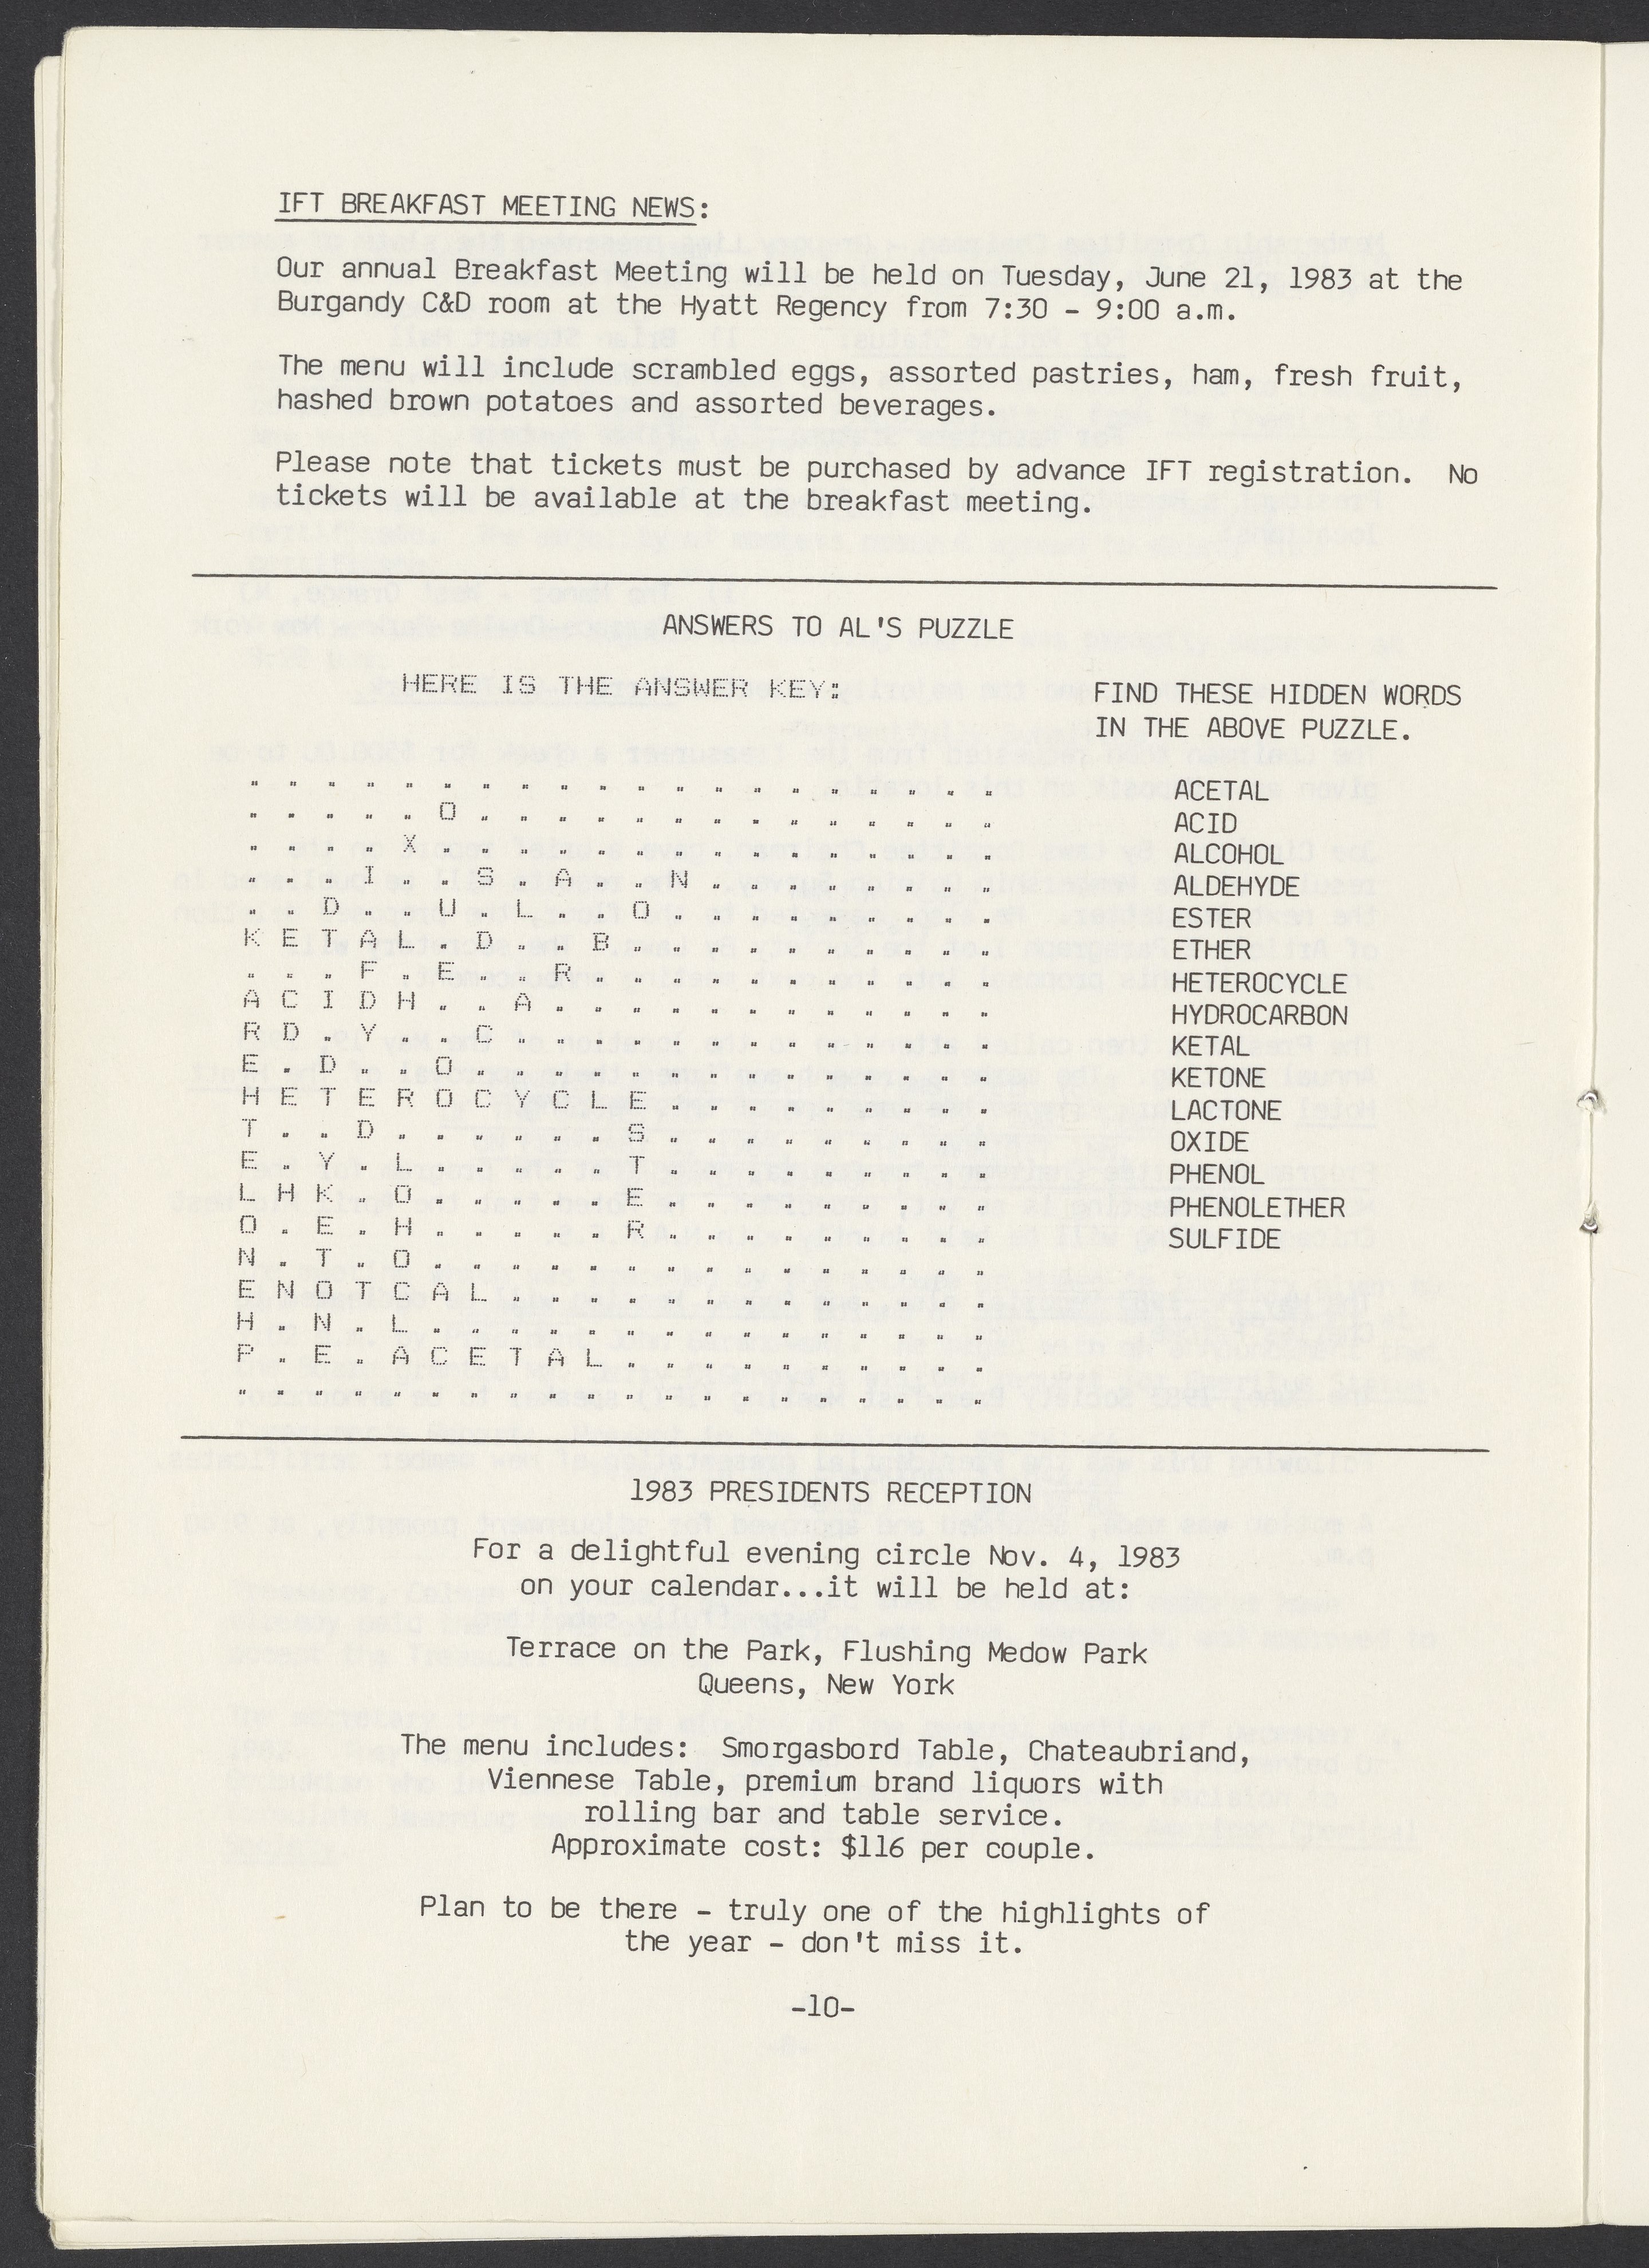 IFT BREAKFAST MEETING NEWS:
Our annual Breakfast Meeting will be held on Tuesday, June 21, 1983 at the
Burgandy C&D room at the Hyatt Regency from 7:30 - 9:00 a.m.
The menu will include scrambled eggs, assorted pastries, ham, fresh fruit,
hashed brown potatoes and assorted beverages.
Please note that tickets must be purchased by advance IFT registration.  No
tickets will be available at the breakfast meeting.
ANSWERS TO AL'S PUZZLE
HERE IS THE ANSWER KEY:
. . . . . . . . . . . . . . . . . . . .
. . . . . O . . . . . . . . . . . . . .
. . . . X . . . . . . . . . . . . . . .
. . . I . . S . A . . N . . . . . . . .
. . D . . U . L . . O . . . . . . . . .
K E T A L . D . . B . . . . . . . . . .
. . . F . E . . R . . . . . . . . . . .
A C I D H . . A . . . . . . . . . . . .
R D . Y . . C . . . . . . . . . . . . .
E . D . . O . . . . . . . . . . . . . .
H E T E R O C Y C L E . . . . . . . . .
T . . D . . . . . . S . . . . . . . . .
E . Y . L . . . . . T . . . . . . . . .
L H K . O . . . . . E . . . . . . . . .
O . E . H . . . . . R . . . . . . . . .
N . T . O . . . . . . . . . . . . . . .
E N O T C A L . . . . . . . . . . . . .
H . N . L . . . . . . . . . . . . . . .
P . E . A C E T A L . . . . . . . . . .
. . . . . . . . . . . . . . . . . . . .
FIND THESE HIDDEN WORDS
IN THE ABOVE PUZZLE.
ACETAL
ACID
ALCOHOL
ALDEHYDE
ESTER
ETHER
HETEROCYCLE
HYDROCARBON
KETAL
KETONE
LACTONE
OXIDE
PHENOL
PHENOLETHER
SULFIDE
1983 PRESIDENTS RECEPTION
For a delightful evening circle Nov. 4, 1983
on your calendar...it will be held at:
Terrace on the Park, Flushing Medow Park
Queens, New York
The menu includes:  Smorgasbord Table, Chateaubriand,
Viennese Table, premium brand liquors with
rolling bar and table service.
Approximate cost: $116 per couple.
Plan to be there - truly one of the highlights of
the year - don't miss it.
-10-